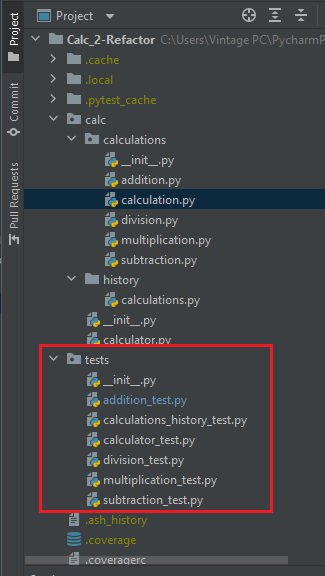 Project
Commit
Pull Requests
Project
Calc_2-Refactor C:\Users\Vintage PC\PycharmP
.cache
.local
.pytest_cache
calc
calculations
__init__.py
addition.py
calculation.py
division.py
multiplication.py
subtraction.py
history
calculations.py
__init__.py
calculator.py
tests
__init__.py
addition_test.py
calculations_history_test.py
calculator_test.py
division_test.py
multiplication_test.py
subtraction_test.py
.ash_history
.coverage
.coveragerc